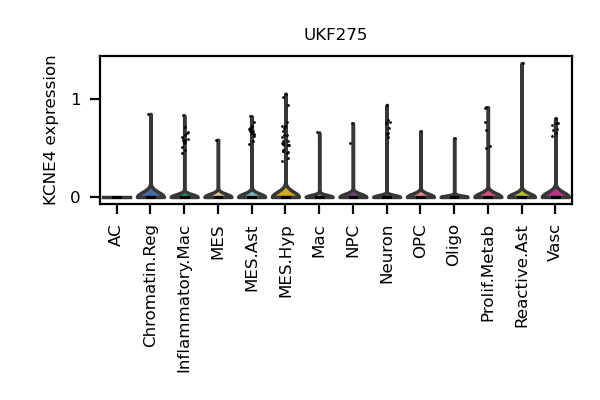 UKF275
KCNE4 expression
1
0
AC
Chromatin.Reg
Inflammatory.Mac
MES
MES.Ast
MES.Hyp
Mac
NPC
Neuron
OPC
Oligo
Prolif.Metab
Reactive.Ast
Vasc